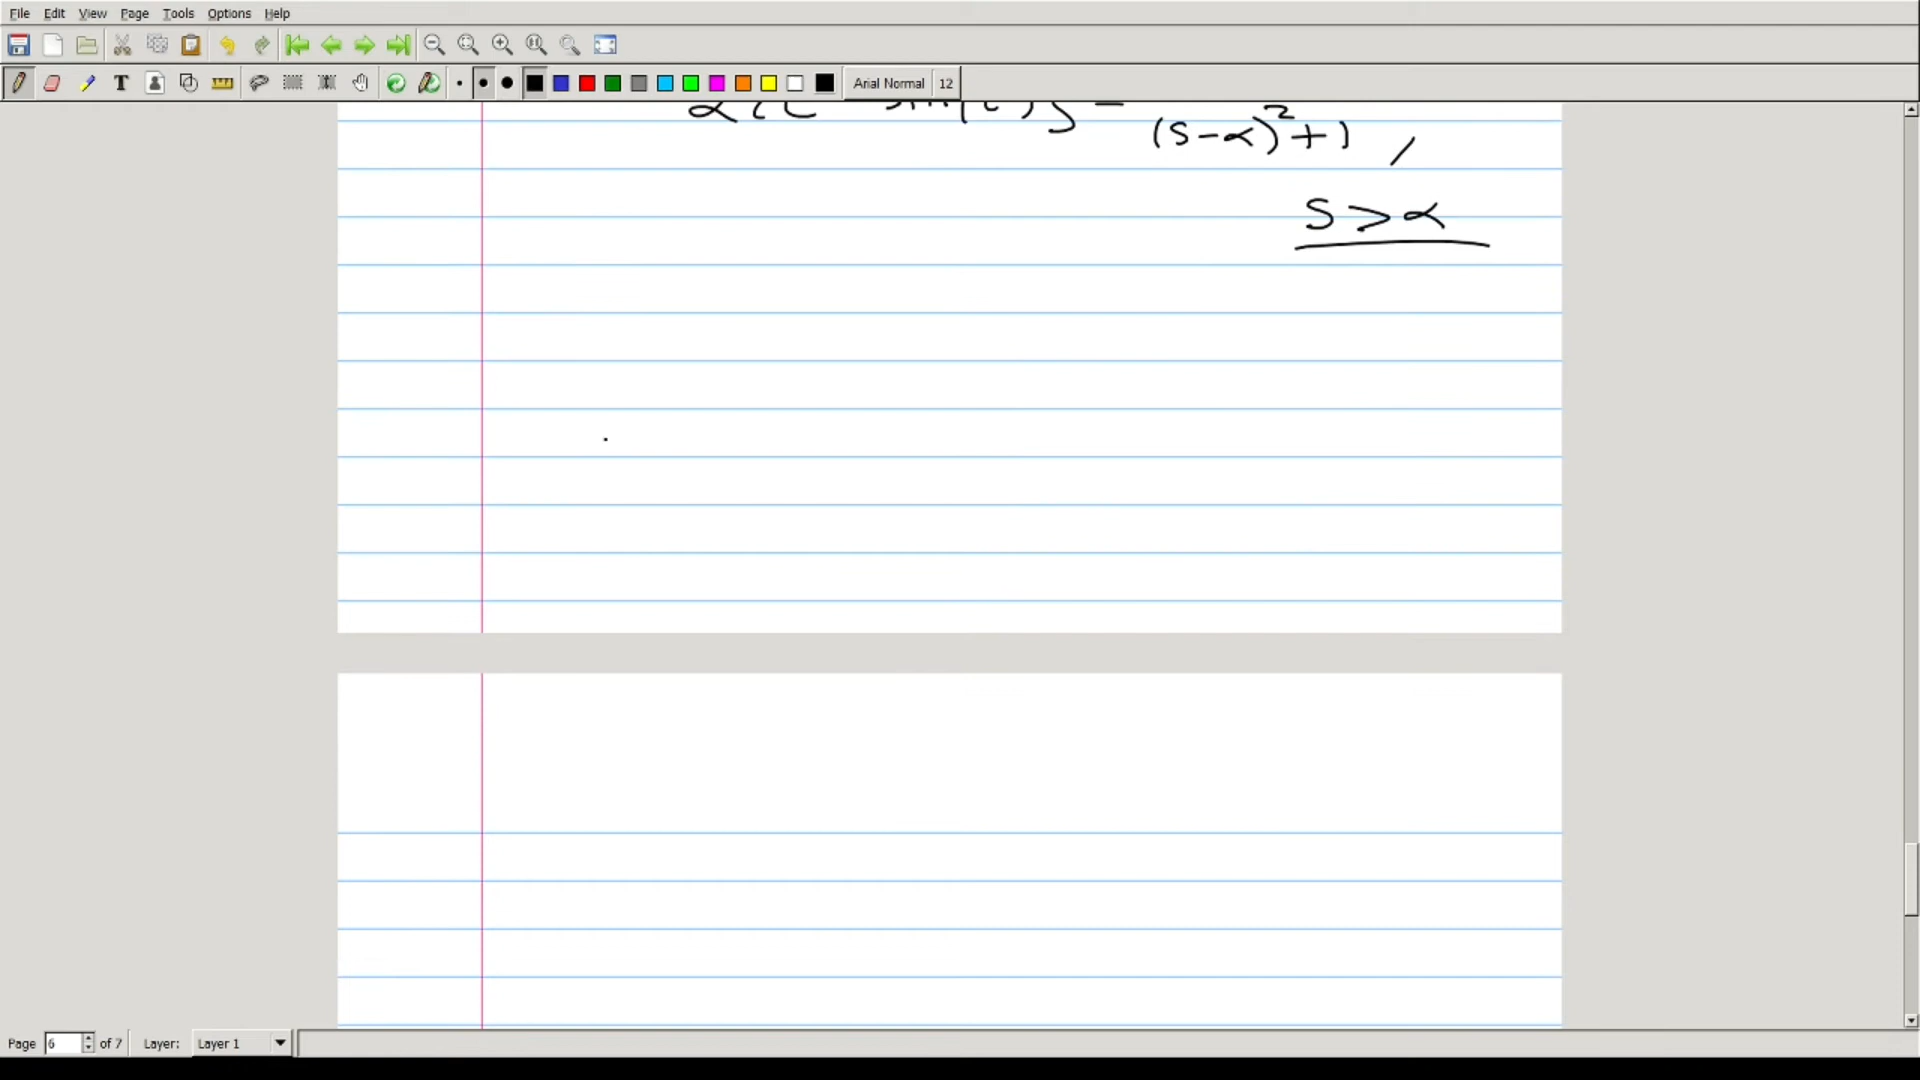 File Edit View Page Tools Options Help
T Arial Normal 12
(s-α)²+1 ,
s>α
Page 6 of 7 Layer: Layer 1